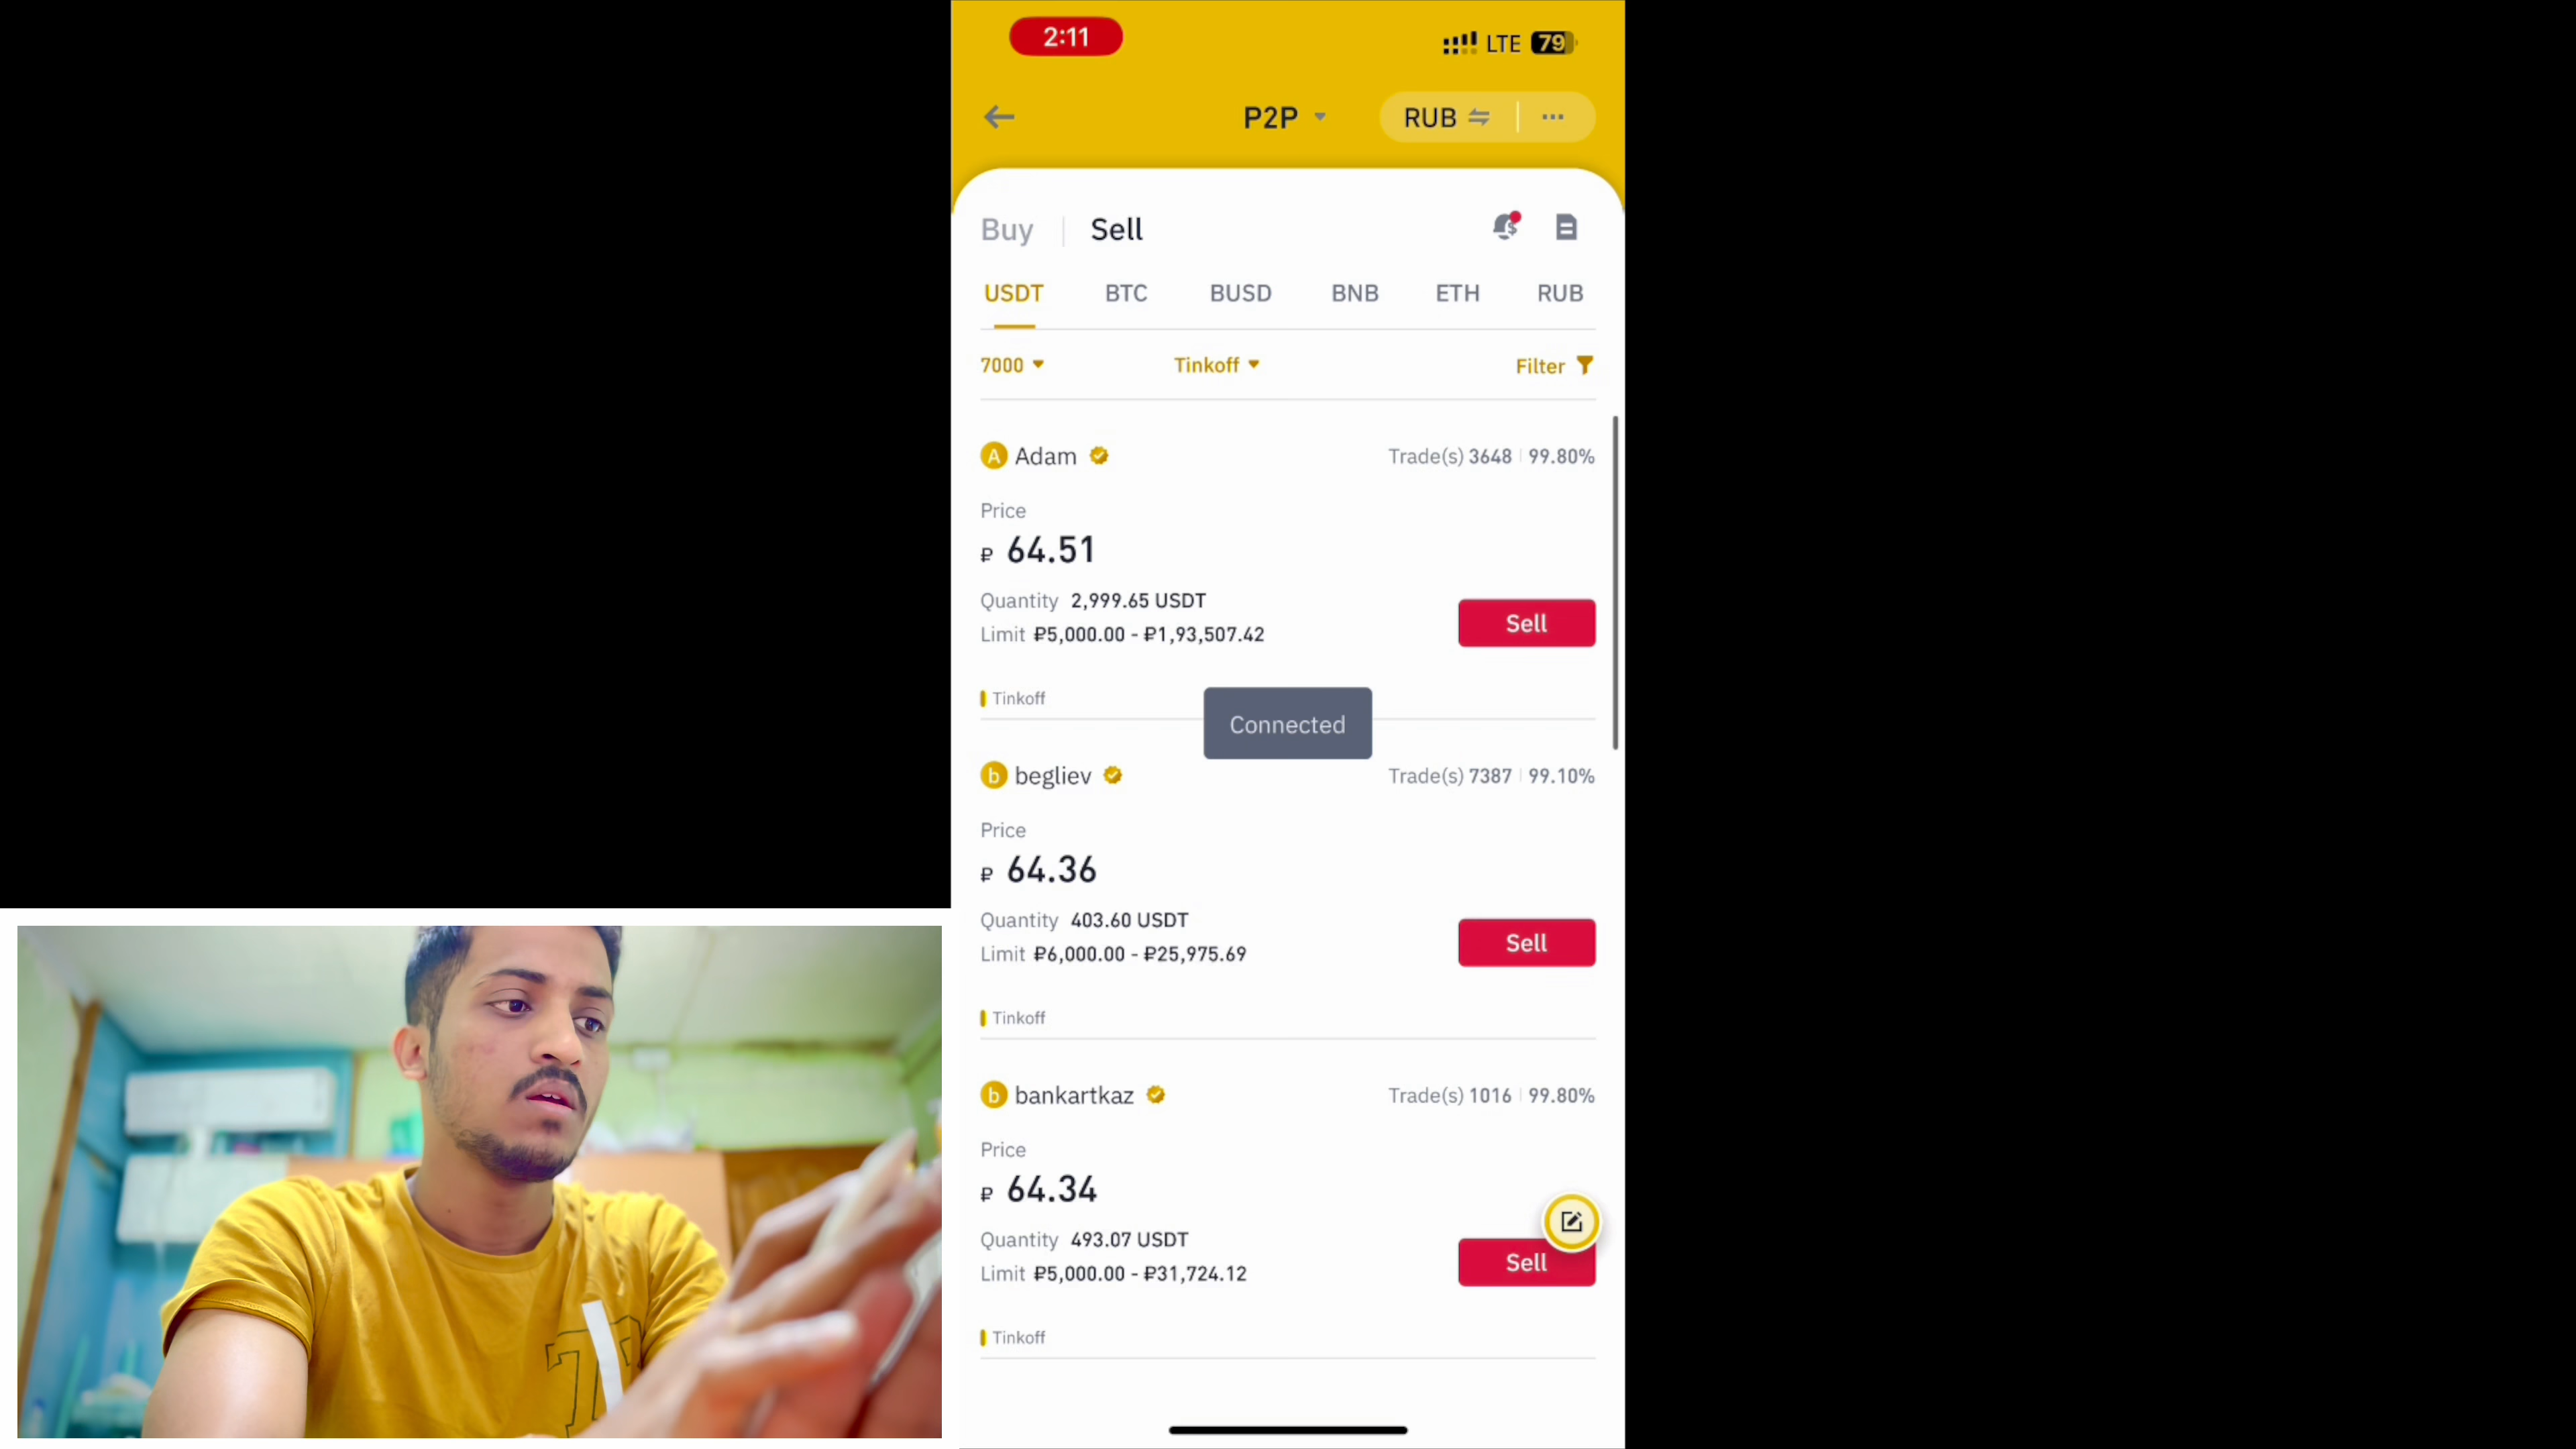 2:11 LTE 79
P2P RUB ...
Buy Sell
USDT BTC BUSD BNB ETH RUB
7000 Tinkoff Filter
A Adam Trade(s) 3648 99.80%
Price
₽ 64.51
Quantity 2,999.65 USDT
Limit ₽5,000.00 - ₽1,93,507.42
Sell
Tinkoff
Connected
b begliev Trade(s) 7387 99.10%
Price
₽ 64.36
Quantity 403.60 USDT
Limit ₽6,000.00 - ₽25,975.69
Sell
Tinkoff
b bankartkaz Trade(s) 1016 99.80%
Price
₽ 64.34
Quantity 493.07 USDT
Limit ₽5,000.00 - ₽31,724.12
Sell
Tinkoff